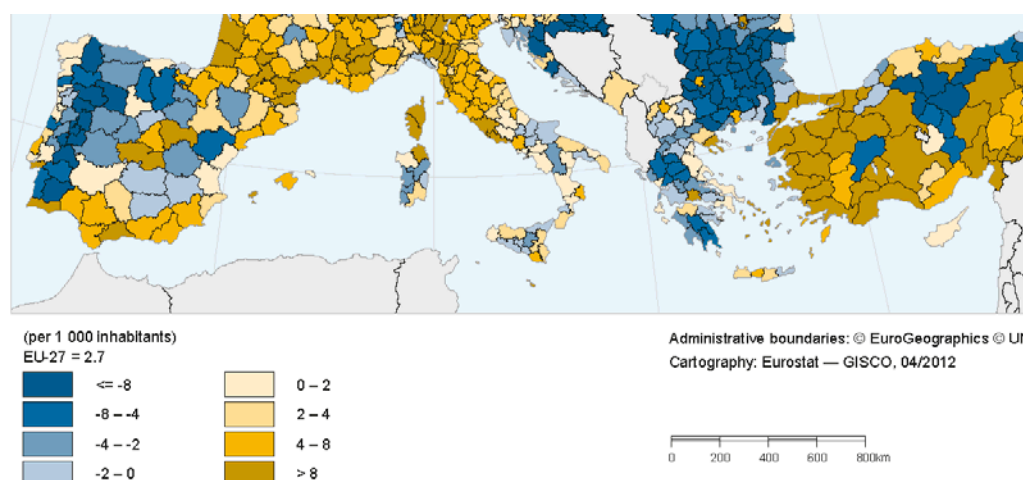 (per 1 000 inhabitants)
EU-27 = 2.7
<= -8
-8 – -4
-4 – -2
-2 – 0
0 – 2
2 – 4
4 – 8
> 8
Administrative boundaries: © EuroGeographics © UN
Cartography: Eurostat — GISCO, 04/2012
0 200 400 600 800km